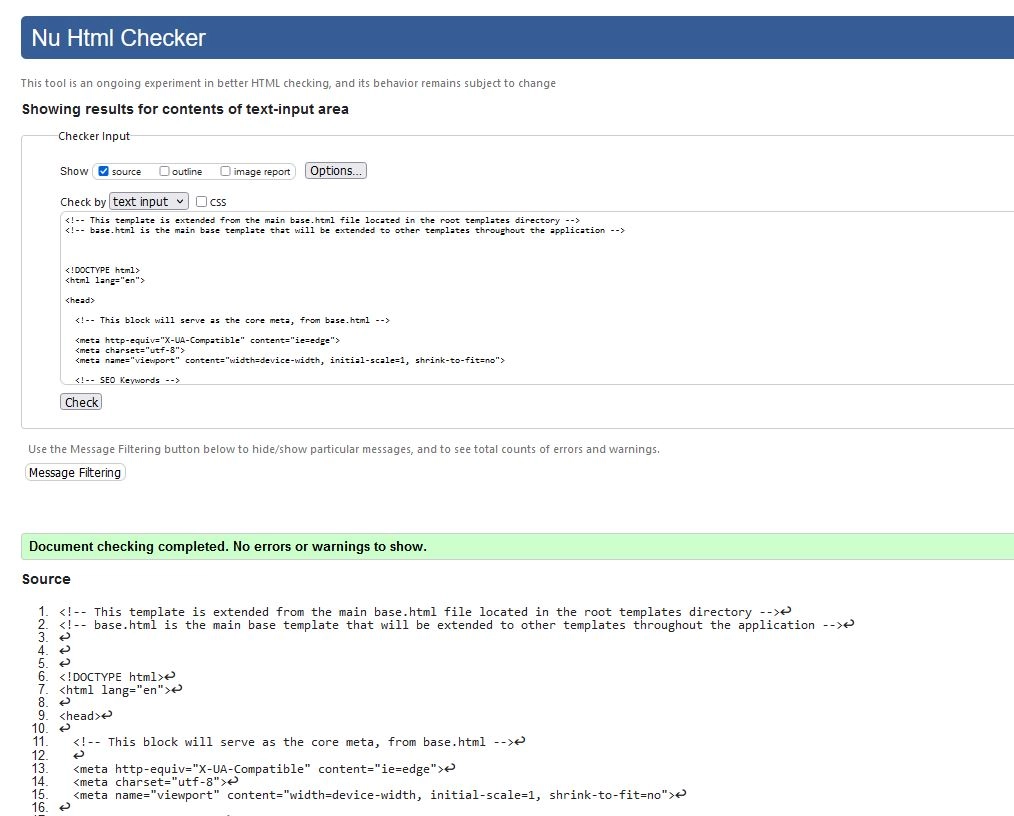 Nu Html Checker
This tool is an ongoing experiment in better HTML checking, and its behavior remains subject to change
Showing results for contents of text-input area
Checker Input
Show source outline image report Options...
Check by text input css
<!-- This template is extended from the main base.html file located in the root templates directory -->
<!-- base.html is the main base template that will be extended to other templates throughout the application -->
<!DOCTYPE html>
<html lang="en">
<head>
<!-- This block will serve as the core meta, from base.html -->
<meta http-equiv="X-UA-Compatible" content="ie=edge">
<meta charset="utf-8">
<meta name="viewport" content="width=device-width, initial-scale=1, shrink-to-fit=no">
<!-- SEO Keywords -->
Check
Use the Message Filtering button below to hide/show particular messages, and to see total counts of errors and warnings.
Message Filtering
Document checking completed. No errors or warnings to show.
Source
1. <!-- This template is extended from the main base.html file located in the root templates directory -->↩
2. <!-- base.html is the main base template that will be extended to other templates throughout the application -->↩
3. ↩
4. ↩
5. ↩
6. <!DOCTYPE html>↩
7. <html lang="en">↩
8. ↩
9. <head>↩
10. ↩
11. <!-- This block will serve as the core meta, from base.html -->↩
12. ↩
13. <meta http-equiv="X-UA-Compatible" content="ie=edge">↩
14. <meta charset="utf-8">↩
15. <meta name="viewport" content="width=device-width, initial-scale=1, shrink-to-fit=no">↩
16. ↩